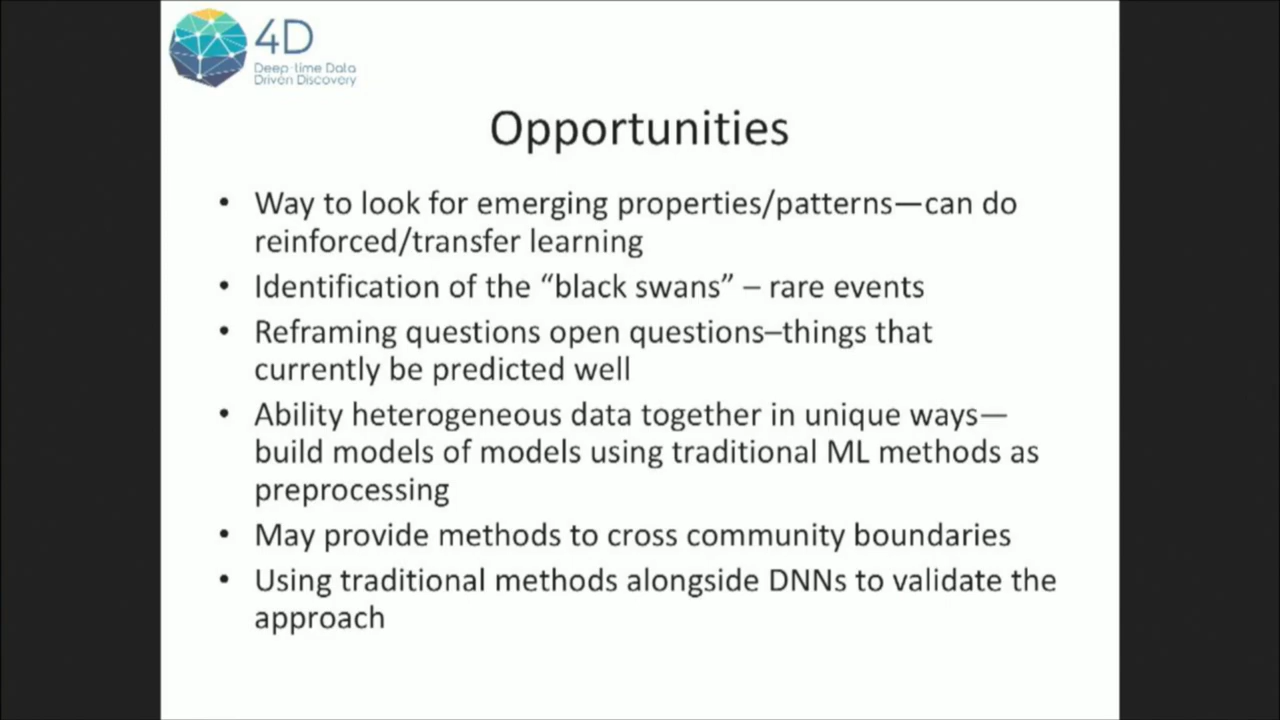 4D
Deep-time Data
Driven Discovery
Opportunities
• Way to look for emerging properties/patterns—can do
reinforced/transfer learning
• Identification of the “black swans” – rare events
• Reframing questions open questions–things that
currently be predicted well
• Ability heterogeneous data together in unique ways—
build models of models using traditional ML methods as
preprocessing
• May provide methods to cross community boundaries
• Using traditional methods alongside DNNs to validate the
approach